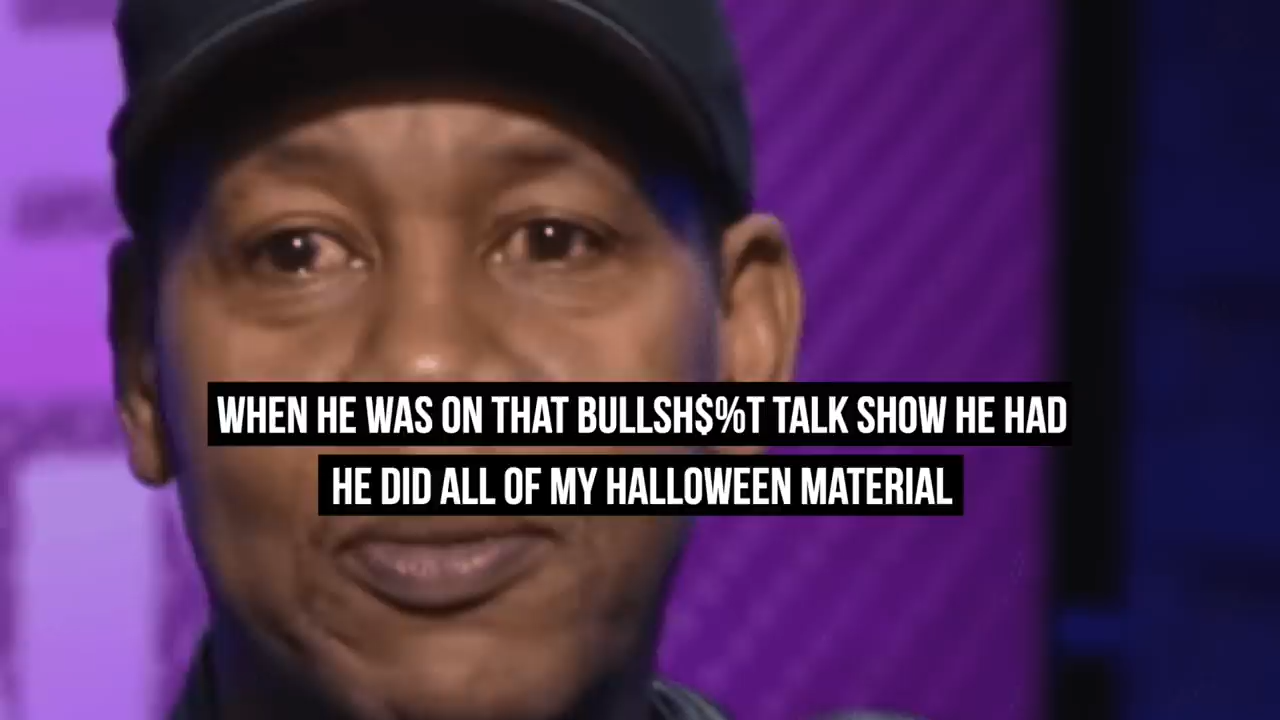 WHEN HE WAS ON THAT BULLSH$%T TALK SHOW HE HAD
HE DID ALL OF MY HALLOWEEN MATERIAL